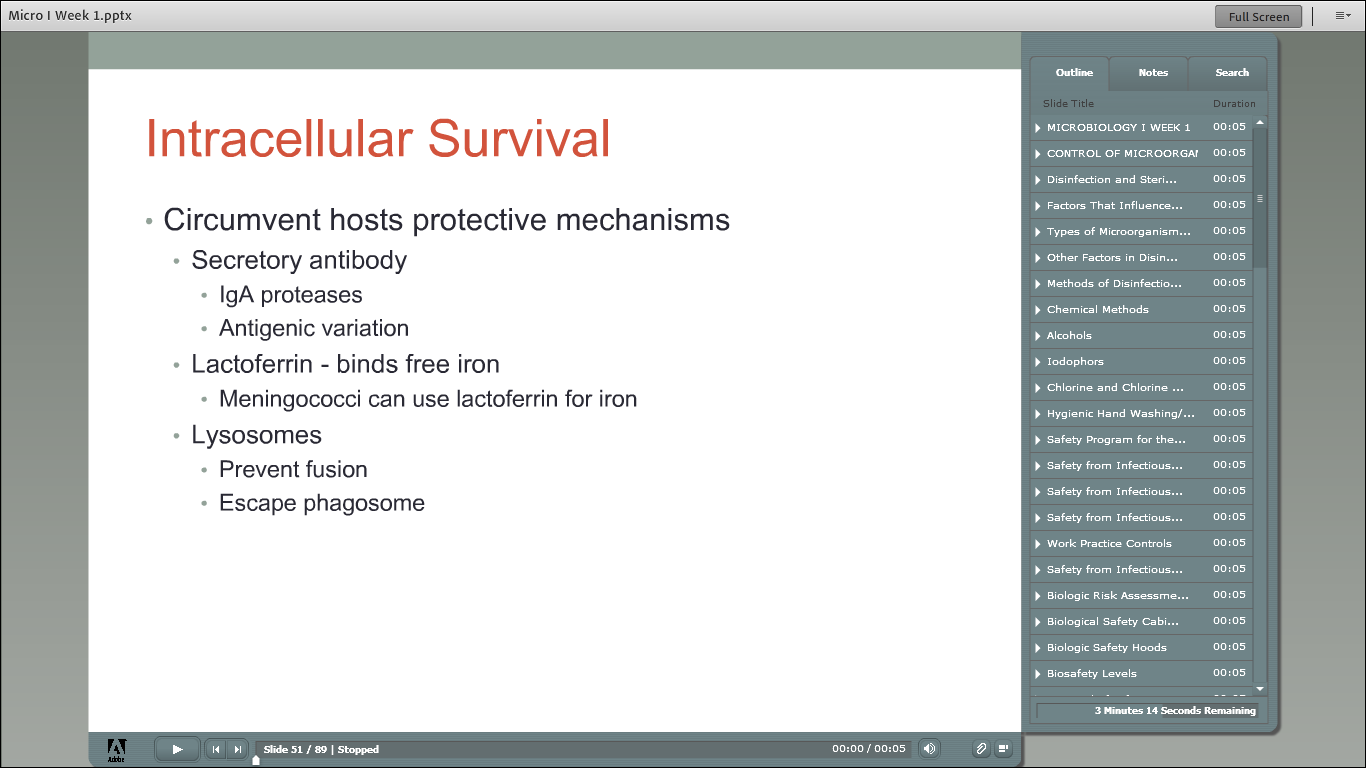 Micro I Week 1.pptx
Full Screen
Intracellular Survival
• Circumvent hosts protective mechanisms
• Secretory antibody
• IgA proteases
• Antigenic variation
• Lactoferrin - binds free iron
• Meningococci can use lactoferrin for iron
• Lysosomes
• Prevent fusion
• Escape phagosome
Outline Notes Search
Slide Title Duration
MICROBIOLOGY I WEEK 1 00:05
CONTROL OF MICROORGAN 00:05
Disinfection and Steri... 00:05
Factors That Influence... 00:05
Types of Microorganism... 00:05
Other Factors in Disin... 00:05
Methods of Disinfectio... 00:05
Chemical Methods 00:05
Alcohols 00:05
Iodophors 00:05
Chlorine and Chlorine ... 00:05
Hygienic Hand Washing/... 00:05
Safety Program for the... 00:05
Safety from Infectious... 00:05
Safety from Infectious... 00:05
Safety from Infectious... 00:05
Work Practice Controls 00:05
Safety from Infectious... 00:05
Biologic Risk Assessme... 00:05
Biological Safety Cabi... 00:05
Biologic Safety Hoods 00:05
Biosafety Levels 00:05
3 Minutes 14 Seconds Remaining
Adobe
Slide 51 / 89 | Stopped
00:00 / 00:05